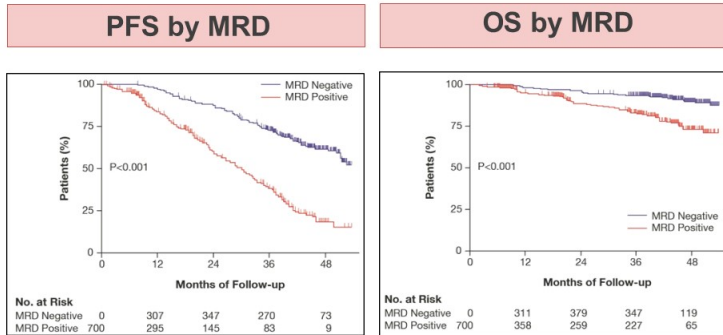 PFS by MRD
OS by MRD
100
75
50
25
0
Patients (%)
MRD Negative
MRD Positive
P<0.001
0 12 24 36 48
Months of Follow-up
No. at Risk
MRD Negative 0 307 347 270 73
MRD Positive 700 295 145 83 9
100
75
50
25
0
Patients (%)
P<0.001
MRD Negative
MRD Positive
0 12 24 36 48
Months of Follow-up
No. at Risk
MRD Negative 0 311 379 347 119
MRD Positive 700 358 259 227 65